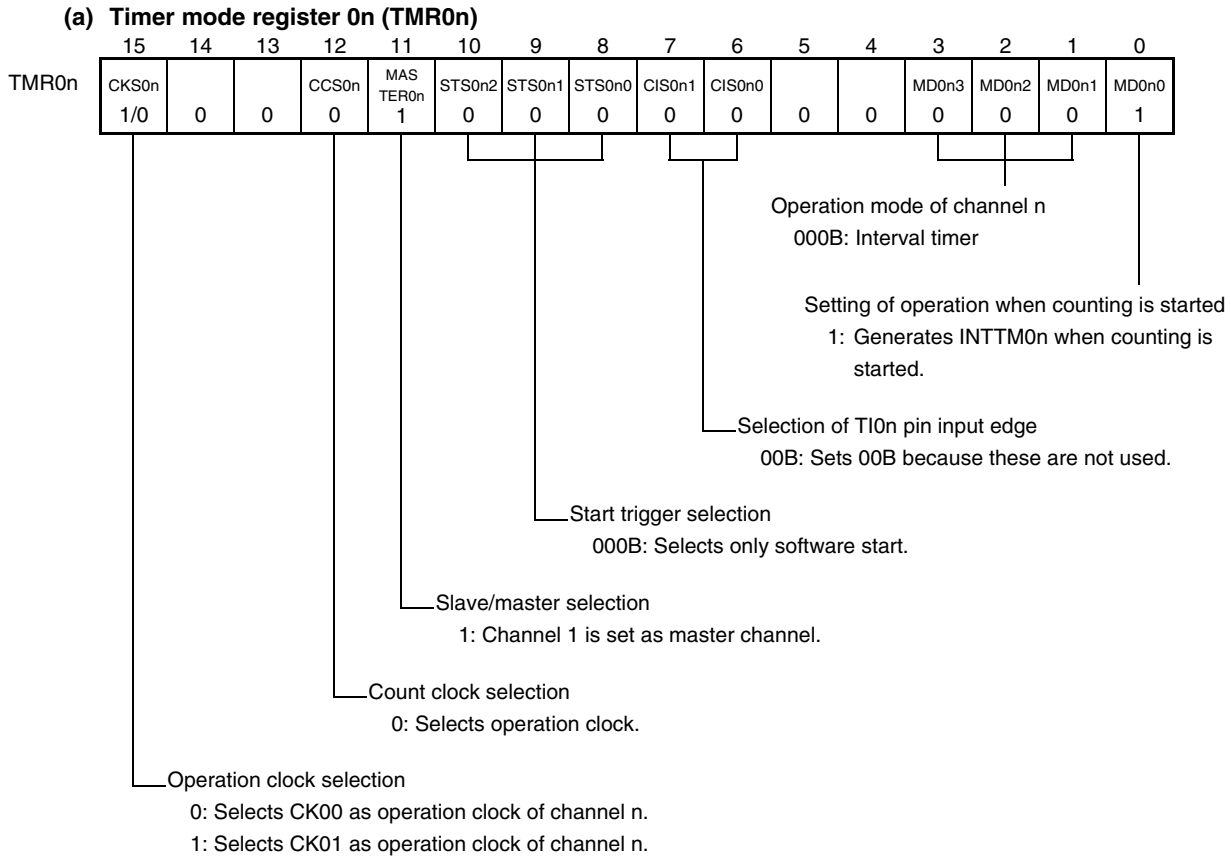 (a) Timer mode register 0n (TMR0n)
15 14 13 12 11 10 9 8 7 6 5 4 3 2 1 0
TMR0n
CKS0n CCS0n MAS TER0n STS0n2 STS0n1 STS0n0 CIS0n1 CIS0n0 MD0n3 MD0n2 MD0n1 MD0n0
1/0 0 0 0 1 0 0 0 0 0 0 0 0 0 0 1
Operation mode of channel n
000B: Interval timer
Setting of operation when counting is started
1: Generates INTTM0n when counting is
started.
Selection of TI0n pin input edge
00B: Sets 00B because these are not used.
Start trigger selection
000B: Selects only software start.
Slave/master selection
1: Channel 1 is set as master channel.
Count clock selection
0: Selects operation clock.
Operation clock selection
0: Selects CK00 as operation clock of channel n.
1: Selects CK01 as operation clock of channel n.